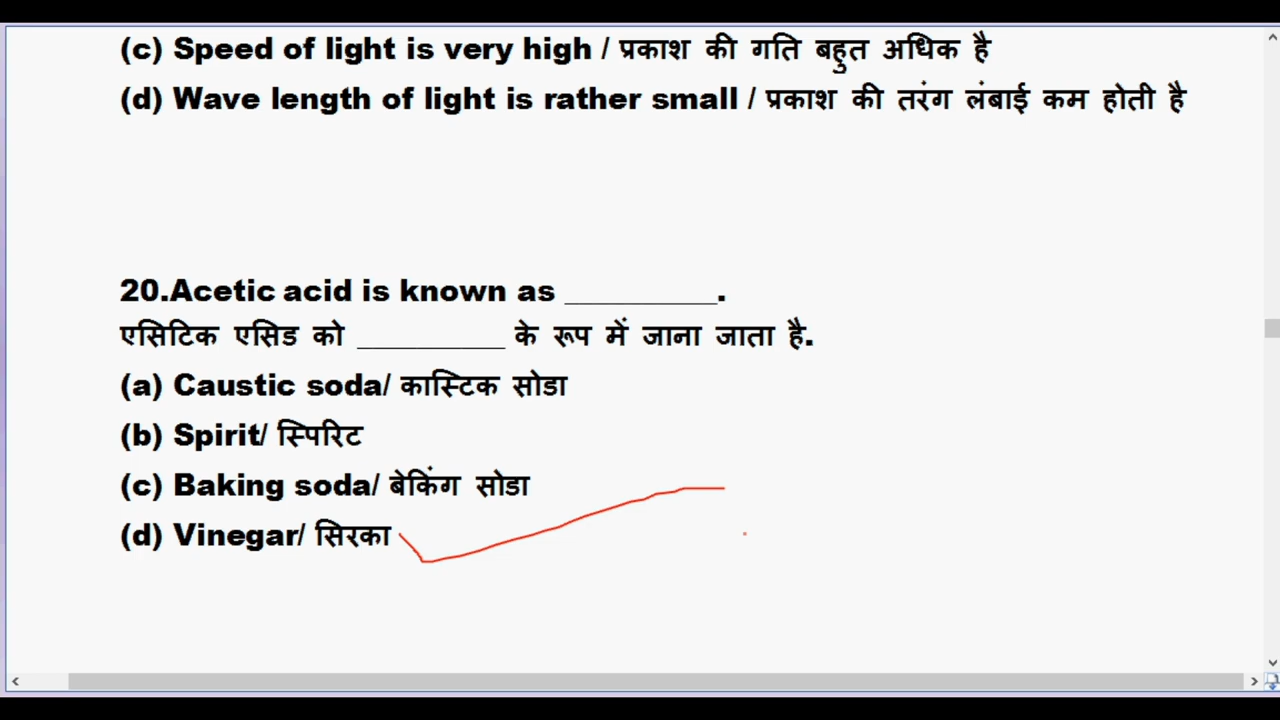 (c) Speed of light is very high / प्रकाश की गति बहुत अधिक है
(d) Wave length of light is rather small / प्रकाश की तरंग लंबाई कम होती है
20.Acetic acid is known as __________.
एसिटिक एसिड को __________ के रूप में जाना जाता है.
(a) Caustic soda/ कास्टिक सोडा
(b) Spirit/ स्पिरिट
(c) Baking soda/ बेकिंग सोडा
(d) Vinegar/ सिरका